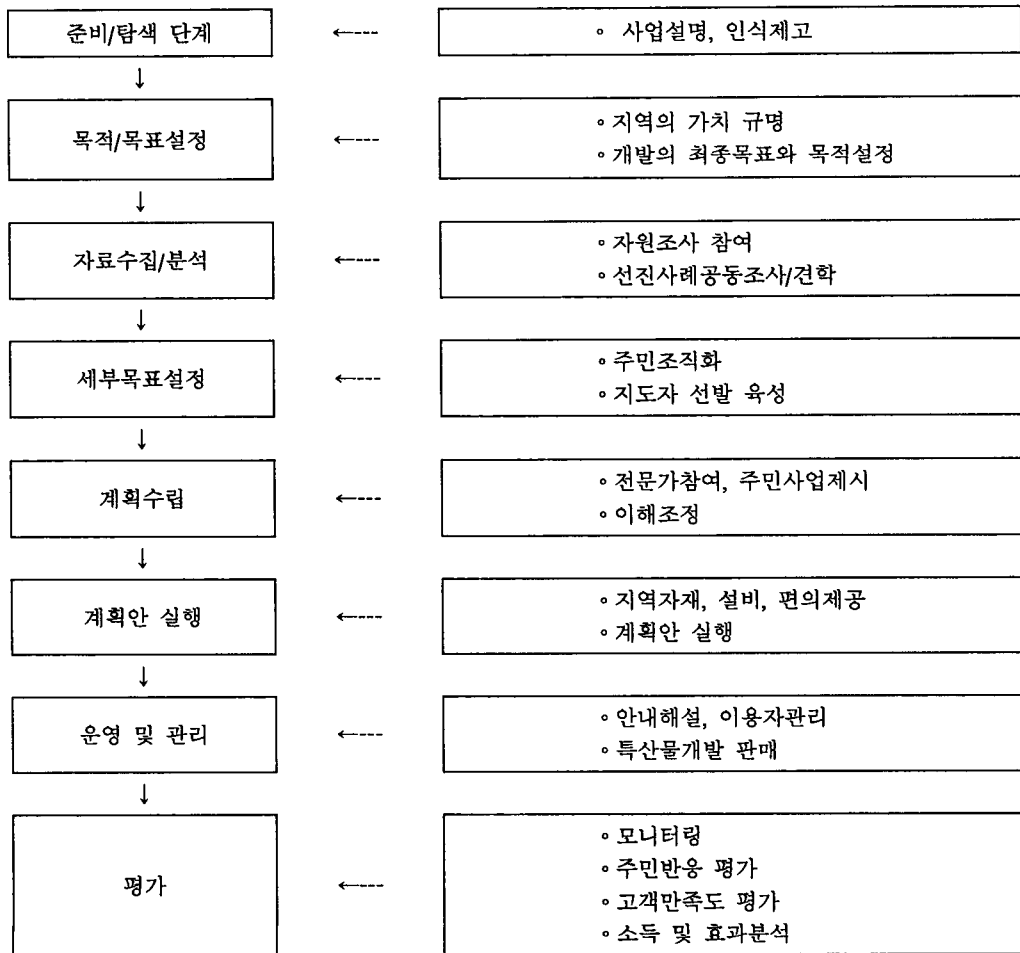 준비/탐색 단계 ←--- ∘ 사업설명, 인식제고
↓
목적/목표설정 ←--- ∘ 지역의 가치 규명
∘ 개발의 최종목표와 목적설정
↓
자료수집/분석 ←--- ∘ 자원조사 참여
∘ 선진사례공동조사/견학
↓
세부목표설정 ←--- ∘ 주민조직화
∘ 지도자 선발 육성
↓
계획수립 ←--- ∘ 전문가참여, 주민사업제시
∘ 이해조정
↓
계획안 실행 ←--- ∘ 지역자재, 설비, 편의제공
∘ 계획안 실행
↓
운영 및 관리 ←--- ∘ 안내해설, 이용자관리
∘ 특산물개발 판매
↓
평가 ←--- ∘ 모니터링
∘ 주민반응 평가
∘ 고객만족도 평가
∘ 소득 및 효과분석